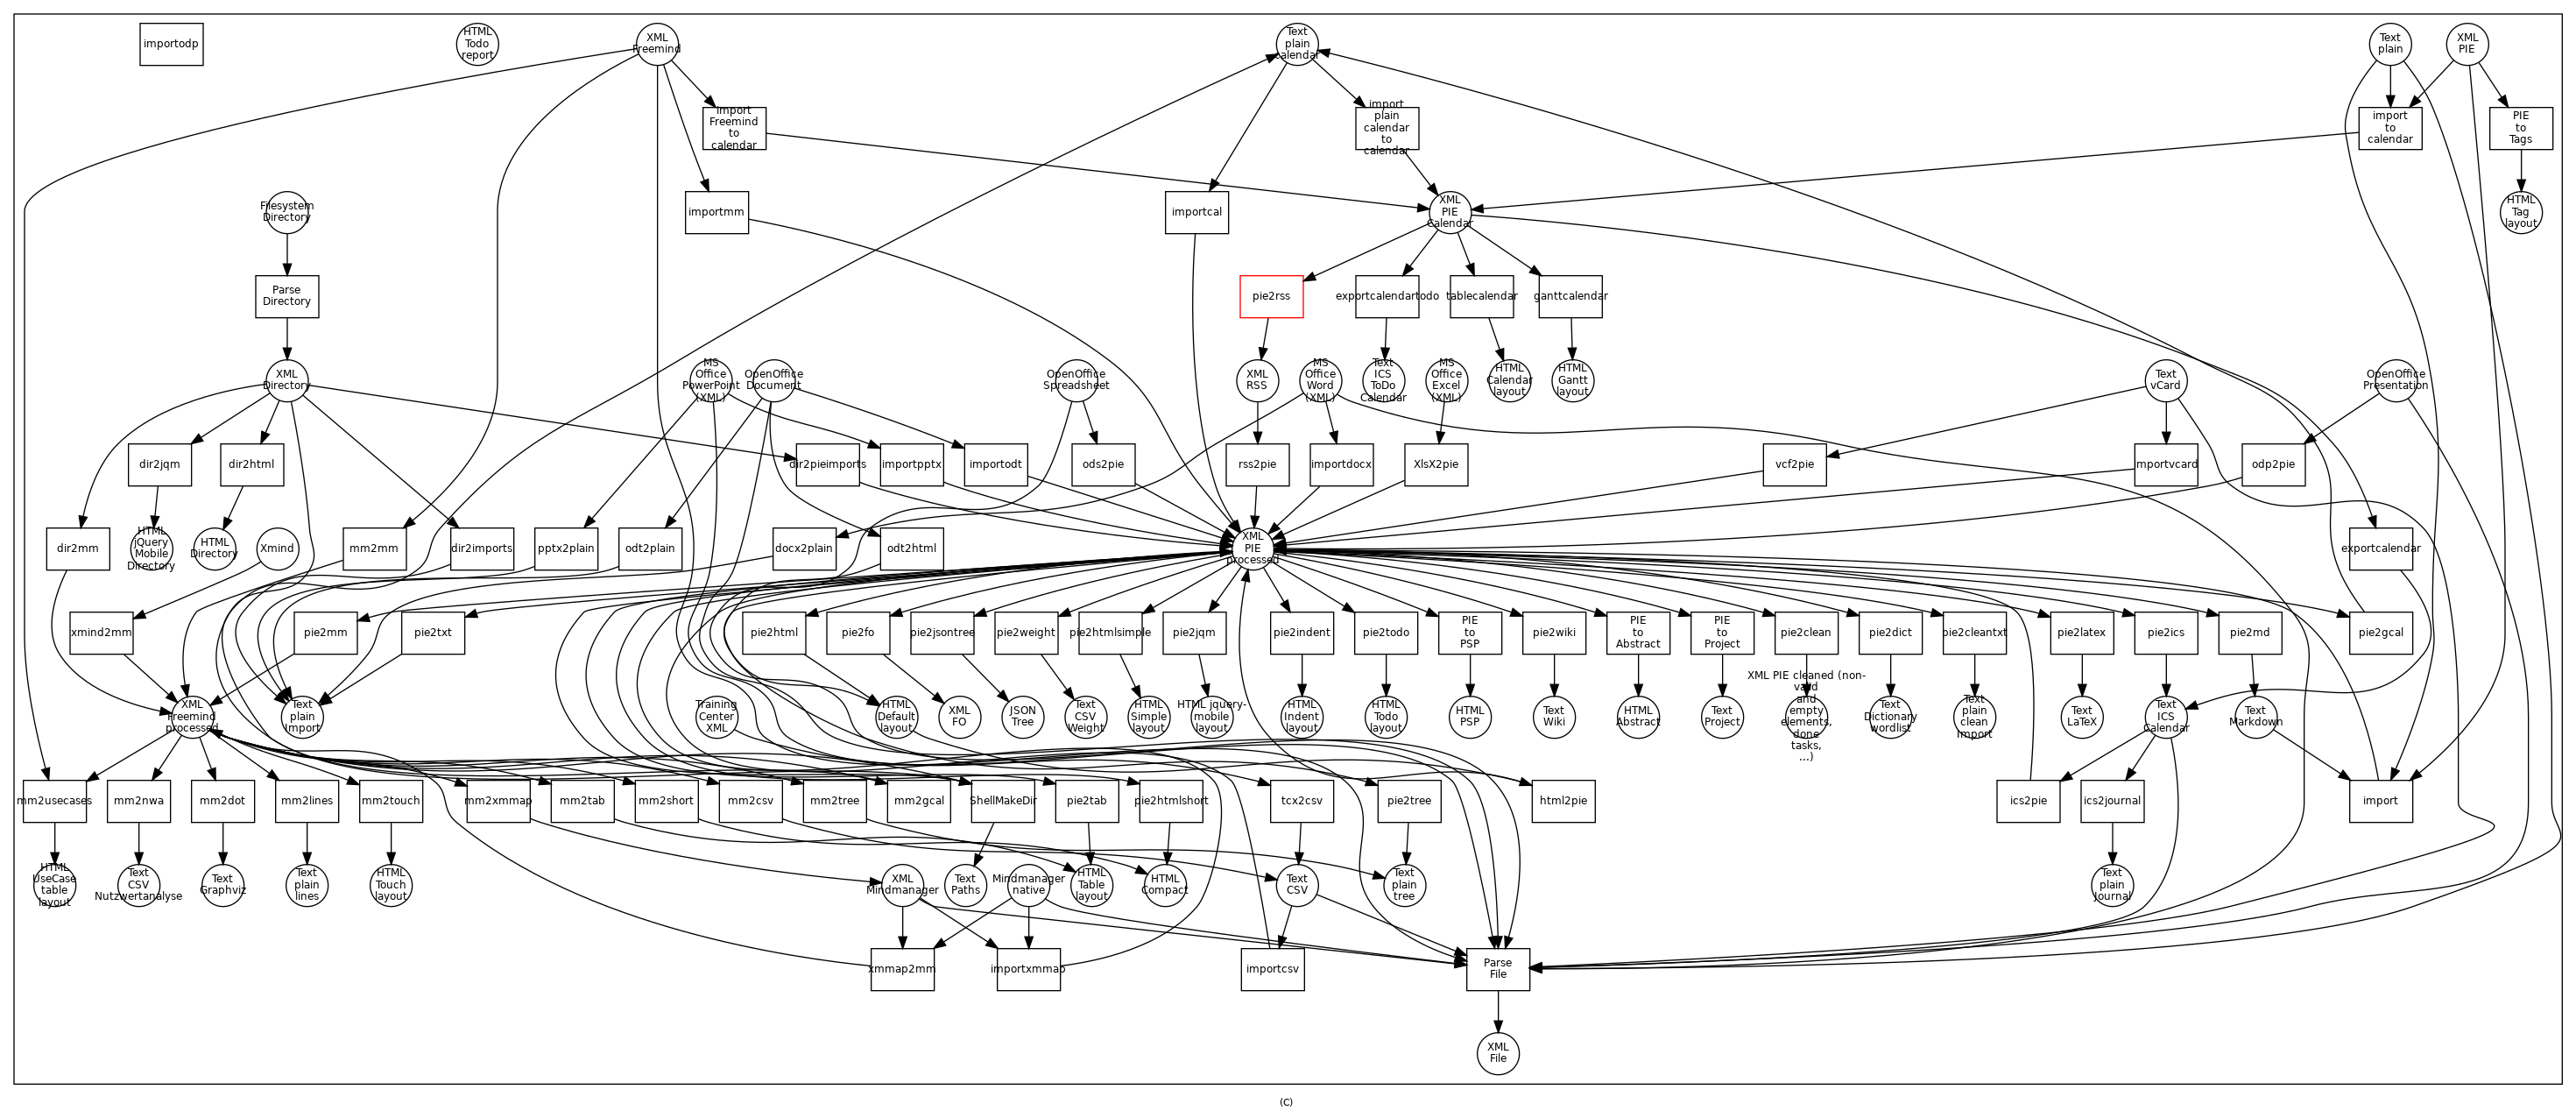 importodp
HTML
Todo
report
XML
Freemind
Text
plain
calendar
Text
plain
XML
PIE
import
Freemind
to
calendar
import
plain
calendar
to
calendar
import
to
calendar
PIE
to
Tags
Filesystem
Directory
importmm
importcal
XML
PIE
Calendar
HTML
Tag
layout
Parse
Directory
pie2rss
exportcalendartodo
tablecalendar
ganttcalendar
XML
Directory
MS
Office
PowerPoint
(XML)
OpenOffice
Document
OpenOffice
Spreadsheet
XML
RSS
MS
Office
Word
(XML)
Text
ICS
ToDo
Calendar
MS
Office
Excel
(XML)
HTML
Calendar
layout
HTML
Gantt
layout
Text
vCard
OpenOffice
Presentation
dir2jqm
dir2html
dir2pieimports
importpptx
importodt
ods2pie
rss2pie
importdocx
XlsX2pie
vcf2pie
mportvcard
odp2pie
dir2mm
HTML
jQuery
Mobile
Directory
HTML
Directory
Xmind
mm2mm
dir2imports
pptx2plain
odt2plain
docx2plain
odt2html
XML
PIE
processed
exportcalendar
xmind2mm
pie2mm
pie2txt
pie2html
pie2fo
pie2jsontree
pie2weight
pie2htmlsimple
pie2jqm
pie2indent
pie2todo
PIE
to
PSP
pie2wiki
PIE
to
Abstract
PIE
to
Project
pie2clean
pie2dict
pie2cleantxt
pie2latex
pie2ics
pie2md
pie2gcal
XML
Freemind
processed
Text
plain
Import
Training
Center
XML
HTML
Default
layout
XML
FO
JSON
Tree
Text
CSV
Weight
HTML
Simple
layout
HTML jquery-
mobile
layout
HTML
Indent
layout
HTML
Todo
layout
HTML
PSP
Text
Wiki
HTML
Abstract
Text
Project
XML PIE cleaned (non-
valid
and
empty
elements,
done
tasks,
...)
Text
Dictionary
wordlist
Text
plain
clean
Import
Text
LaTeX
Text
ICS
Calendar
Text
Markdown
mm2usecases
mm2nwa
mm2dot
mm2lines
mm2touch
mm2xmmap
mm2tab
mm2short
mm2csv
mm2tree
mm2gcal
ShellMakeDir
pie2tab
pie2htmlshort
tcx2csv
pie2tree
html2pie
ics2pie
ics2journal
import
HTML
UseCase
table
layout
Text
CSV
Nutzwertanalyse
Text
Graphviz
Text
plain
lines
HTML
Touch
layout
XML
Mindmanager
Text
Paths
Mindmanager
native
HTML
Table
layout
HTML
Compact
Text
CSV
Text
plain
tree
Text
plain
Journal
xmmap2mm
importxmmap
importcsv
Parse
File
XML
File
(C)